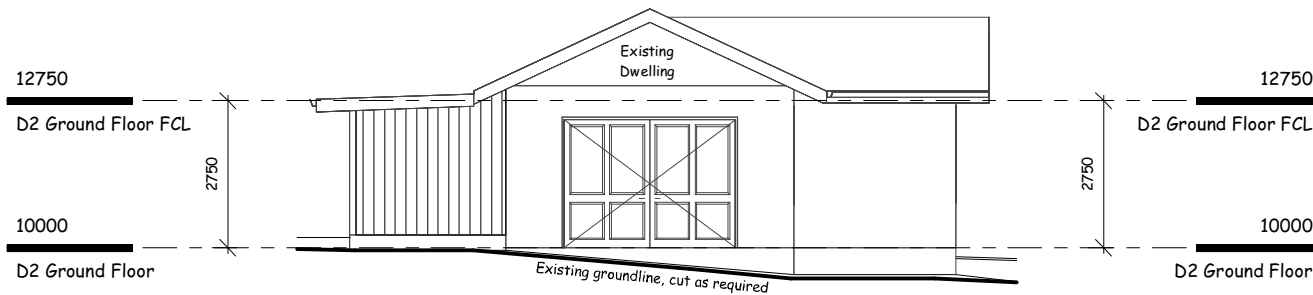 Existing
Dwelling
12750
D2 Ground Floor FCL
2750
10000
D2 Ground Floor
Existing groundline, cut as required
12750
D2 Ground Floor FCL
2750
10000
D2 Ground Floor